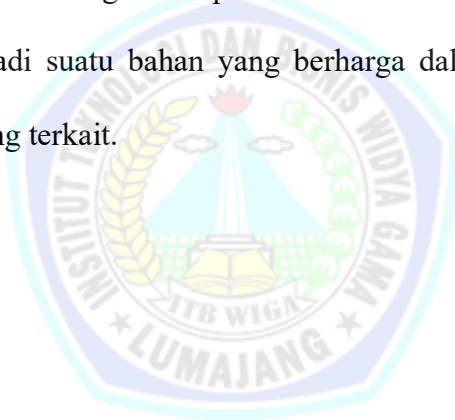 adi suatu bahan yang berharga dal
ng terkait.
INSTITUT TEKNOLOGI DAN BISNIS WIDYA GAMA
ITB WIGA
LUMAJANG